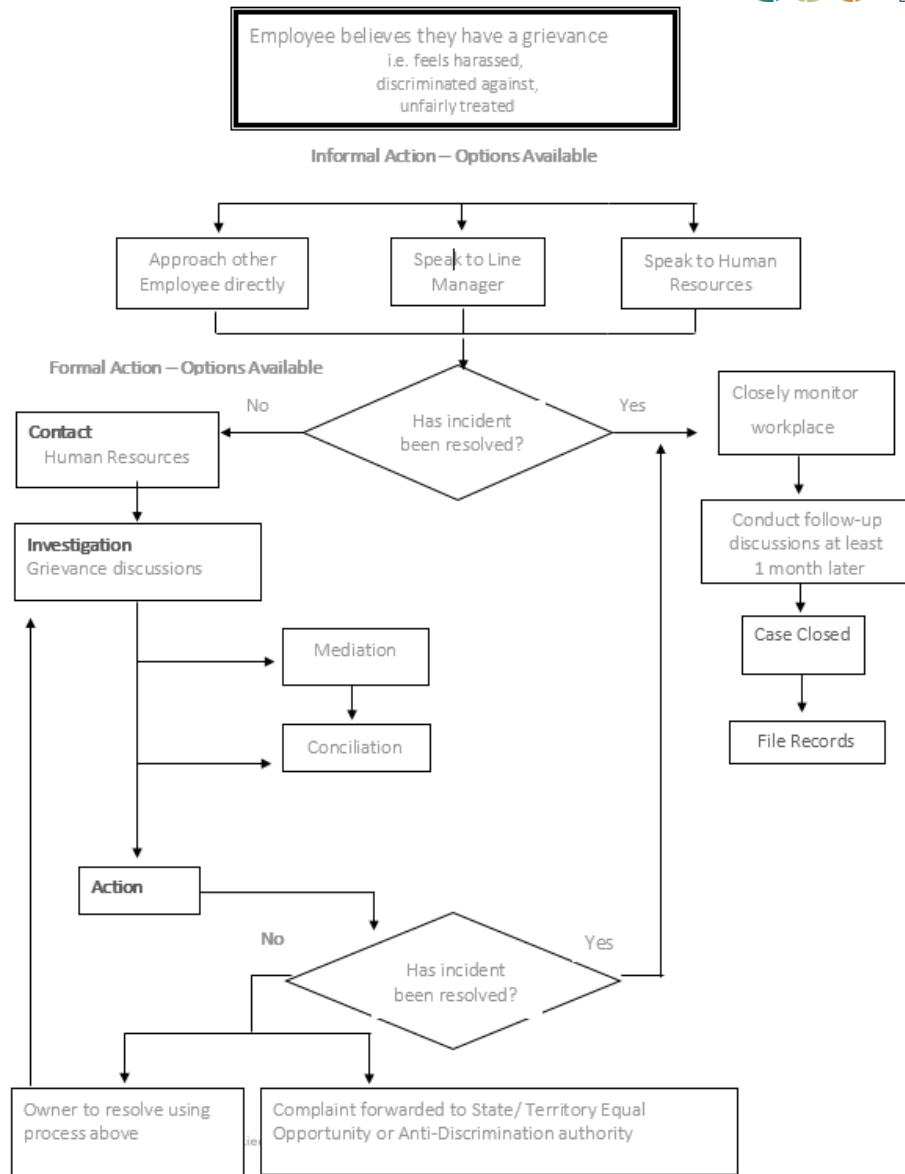 Employee believes they have a grievance
i.e. feels harassed,
discriminated against,
unfairly treated
Informal Action – Options Available
Approach other
Employee directly
Speak to Line
Manager
Speak to Human
Resources
Formal Action – Options Available
No
Has incident
been resolved?
Yes
Closely monitor
workplace
Contact
Human Resources
Conduct follow-up
discussions at least
1 month later
Investigation
Grievance discussions
Case Closed
Mediation
File Records
Conciliation
Action
No
Has incident
been resolved?
Yes
Owner to resolve using
process above
Complaint forwarded to State/ Territory Equal
Opportunity or Anti-Discrimination authority